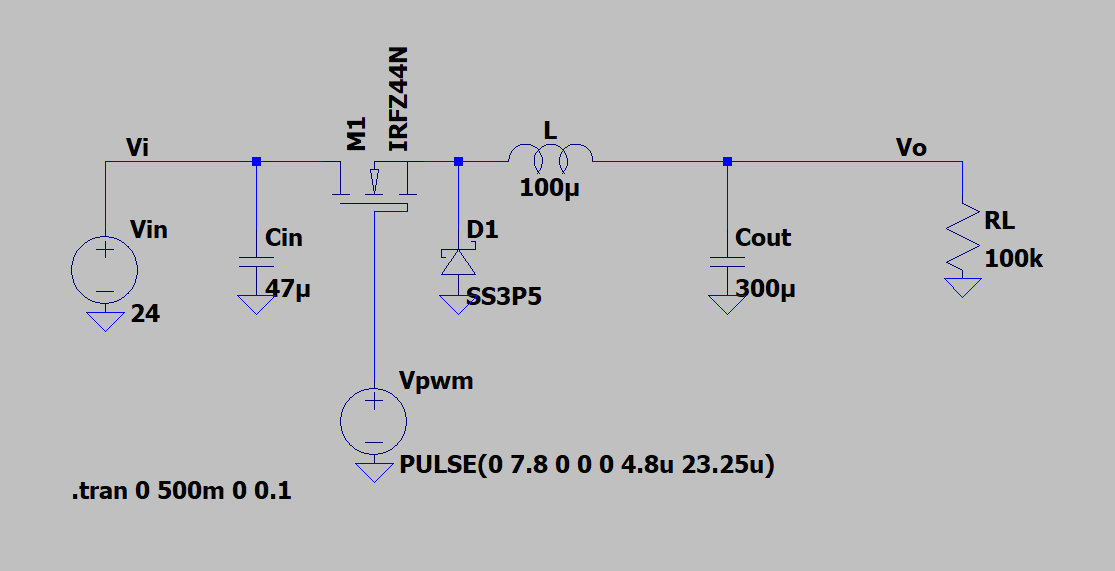 Vi
Vin
24
Cin
47µ
M1
IRFZ44N
D1
SS3P5
L
100µ
Cout
300µ
Vo
RL
100k
Vpwm
PULSE(0 7.8 0 0 0 4.8u 23.25u)
.tran 0 500m 0 0.1